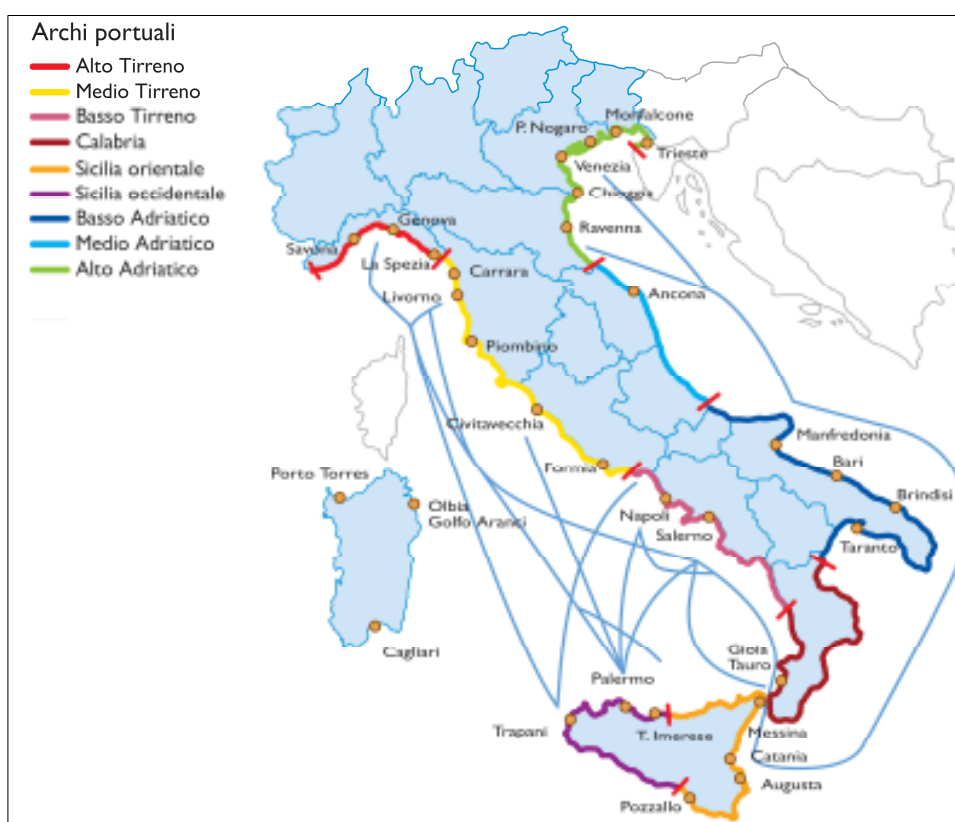 Archi portuali
Alto Tirreno
Medio Tirreno
Basso Tirreno
Calabria
Sicilia orientale
Sicilia occidentale
Basso Adriatico
Medio Adriatico
Alto Adriatico
Monfalcone
P. Nogaro
Trieste
Venezia
Chioggia
Genova
Ravenna
Savona
La Spezia
Carrara
Livorno
Ancona
Piombino
Civitavecchia
Manfredonia
Bari
Formia
Porto Torres
Brindisi
Olbia
Golfo Aranci
Napoli
Salerno
Taranto
Cagliari
Gioia
Tauro
Palermo
Trapani
T. Imerese
Messina
Catania
Augusta
Pozzallo